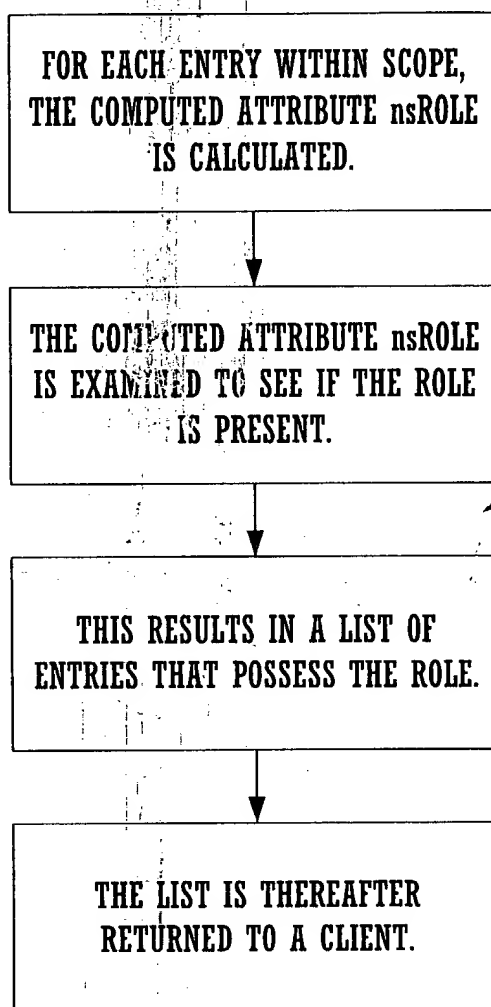 FOR EACH ENTRY WITHIN SCOPE,
THE COMPUTED ATTRIBUTE nsROLE
IS CALCULATED.
THE COMPUTED ATTRIBUTE nsROLE
IS EXAMINED TO SEE IF THE ROLE
IS PRESENT.
THIS RESULTS IN A LIST OF
ENTRIES THAT POSSESS THE ROLE.
THE LIST IS THEREAFTER
RETURNED TO A CLIENT.